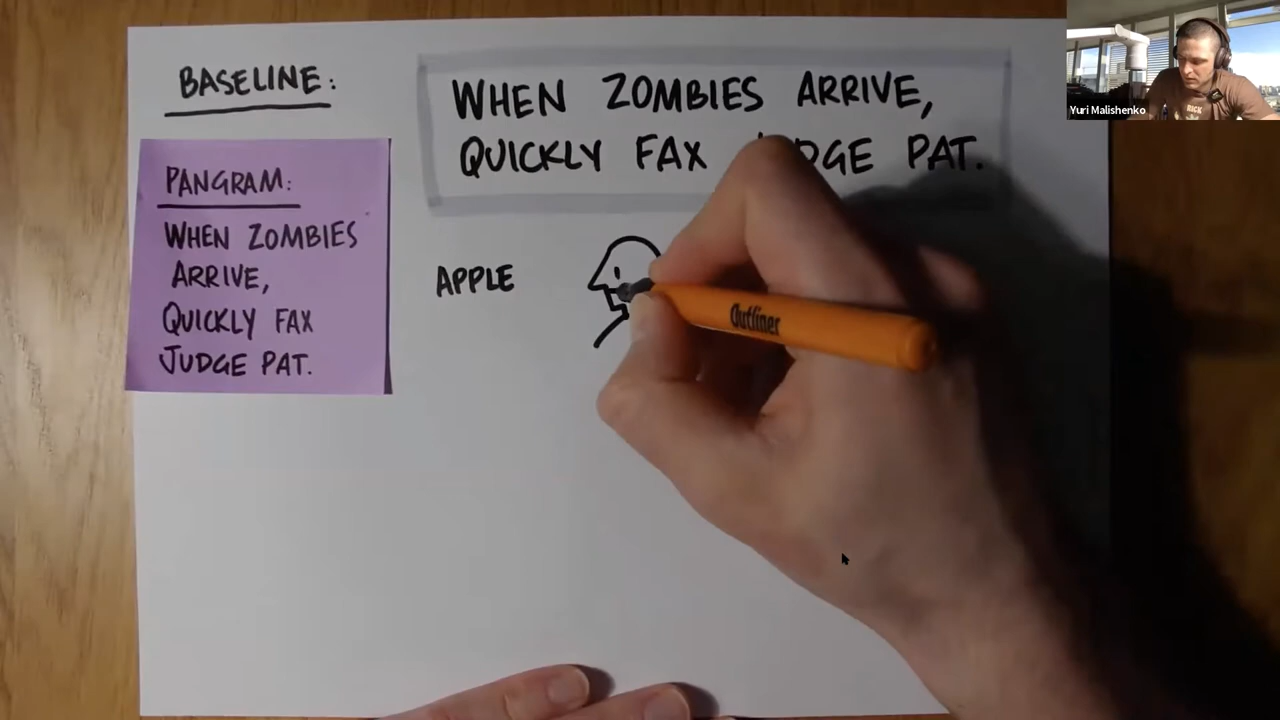 BASELINE:
WHEN ZOMBIES ARRIVE,
QUICKLY FAX PAT.
PANGRAM:
WHEN ZOMBIES
ARRIVE,
QUICKLY FAX
JUDGE PAT.
APPLE
Outliner
Yuri Malishenko
RICK